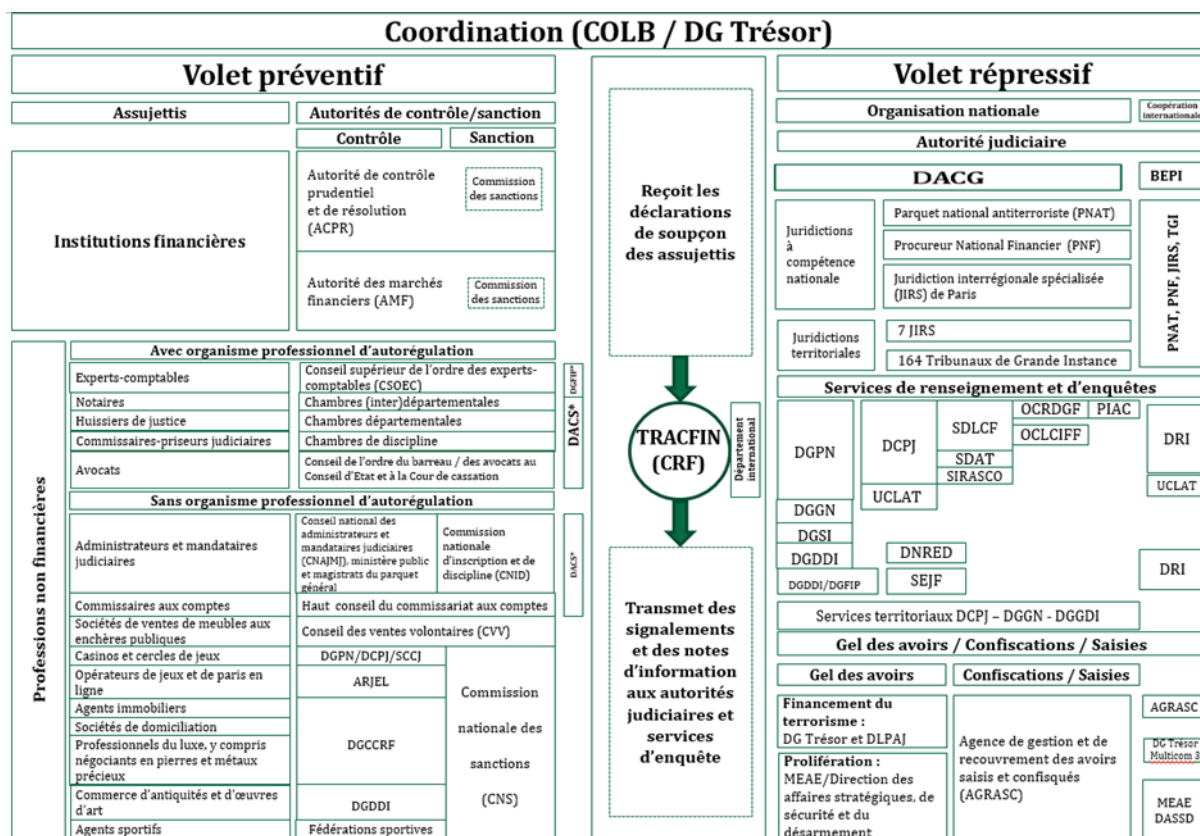 Coordination (COLB / DG Trésor)
Volet préventif
Assujettis
Autorités de contrôle/sanction
Contrôle
Sanction
Institutions financières
Autorité de contrôle
prudentiel
et de résolution
(ACPR)
Commission
des sanctions
Autorité des marchés
financiers (AMF)
Commission
des sanctions
Professions non financières
Avec organisme professionnel d'autorégulation
Experts-comptables
Conseil supérieur de l'ordre des experts-
comptables (CSOEC)
DGFIP*
Notaires
Chambres (inter)départementales
Huissiers de justice
Chambres départementales
Commissaires-priseurs judiciaires
Chambres de discipline
Avocats
Conseil de l'ordre du barreau / des avocats au
Conseil d'Etat et à la Cour de cassation
DACS*
Sans organisme professionnel d'autorégulation
Administrateurs et mandataires
judiciaires
Conseil national des
administrateurs et
mandataires judiciaires
(CNAJMJ), ministère public
et magistrats du parquet
général
Commission
nationale
d'inscription et de
discipline (CNID)
DACS*
Commissaires aux comptes
Haut conseil du commissariat aux comptes
Sociétés de ventes de meubles aux
enchères publiques
Conseil des ventes volontaires (CVV)
Casinos et cercles de jeux
DGPN/DCPJ/SCCJ
Opérateurs de jeux et de paris en
ligne
ARJEL
Agents immobiliers
Sociétés de domiciliation
Professionnels du luxe, y compris
négociants en pierres et métaux
précieux
DGCCRF
Commerce d'antiquités et d'œuvres
d'art
DGDDI
Agents sportifs
Fédérations sportives
Commission
nationale des
sanctions
(CNS)
Reçoit les
déclarations
de soupçon
des assujettis
TRACFIN
(CRF)
Département
international
Transmet des
signalements
et des notes
d'information
aux autorités
judiciaires et
services
d'enquête
Volet répressif
Organisation nationale
Coopération
internationale
Autorité judiciaire
DACG
BEPI
Juridictions
à
compétence
nationale
Parquet national antiterroriste (PNAT)
Procureur National Financier (PNF)
Juridiction interrégionale spécialisée
(JIRS) de Paris
Juridictions
territoriales
7 JIRS
164 Tribunaux de Grande Instance
PNAT, PNF, JIRS, TGI
Services de renseignement et d'enquêtes
DGPN
DCPJ
SDLCF
OCRDGF
PIAC
OCLCIFF
SDAT
SIRASCO
UCLAT
DRI
UCLAT
DGGN
DGSI
DGDDI
DNRED
DGDDI/DGFIP
SEJF
DRI
Services territoriaux DCPJ – DGGN - DGGDI
Gel des avoirs / Confiscations / Saisies
Gel des avoirs
Confiscations / Saisies
Financement du
terrorisme :
DG Trésor et DLPAJ
Prolifération :
MEAE/Direction des
affaires stratégiques, de
sécurité et du
désarmement
Agence de gestion et de
recouvrement des avoirs
saisis et confisqués
(AGRASC)
AGRASC
DG Trésor
Multicom 3
MEAE
DASSD